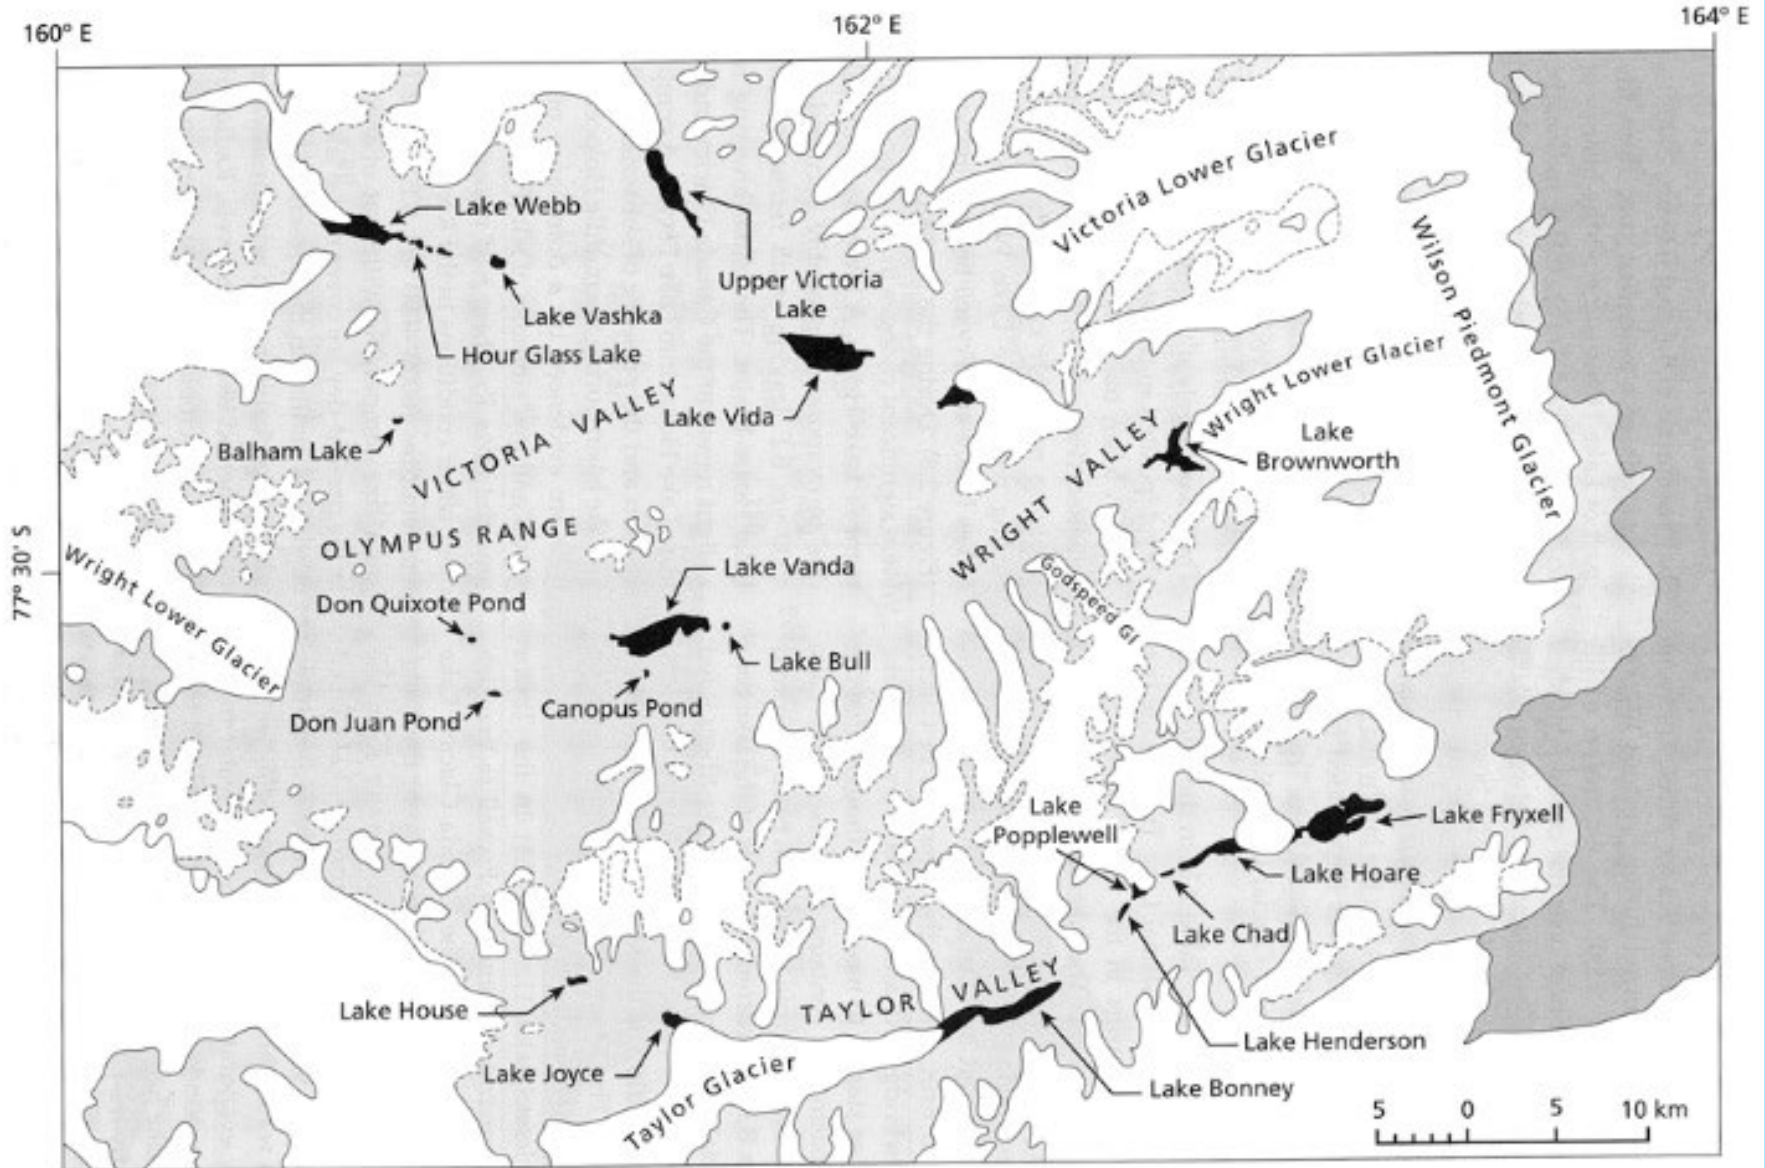 160° E
162° E
164° E
Victoria Lower Glacier
Lake Webb
Wilson Piedmont Glacier
Upper Victoria
Lake
Lake Vashka
Hour Glass Lake
Wright Lower Glacier
Lake Vida
VICTORIA VALLEY
Balham Lake
Lake
Brownworth
WRIGHT VALLEY
OLYMPUS RANGE
77° 30' S
Wright Lower Glacier
Lake Vanda
Godspeed Gl
Don Quixote Pond
Lake Bull
Canopus Pond
Don Juan Pond
Lake
Popplewell
Lake Fryxell
Lake Hoare
Lake Chad
TAYLOR VALLEY
Lake House
Lake Henderson
Lake Joyce
Taylor Glacier
Lake Bonney
5 0 5 10 km